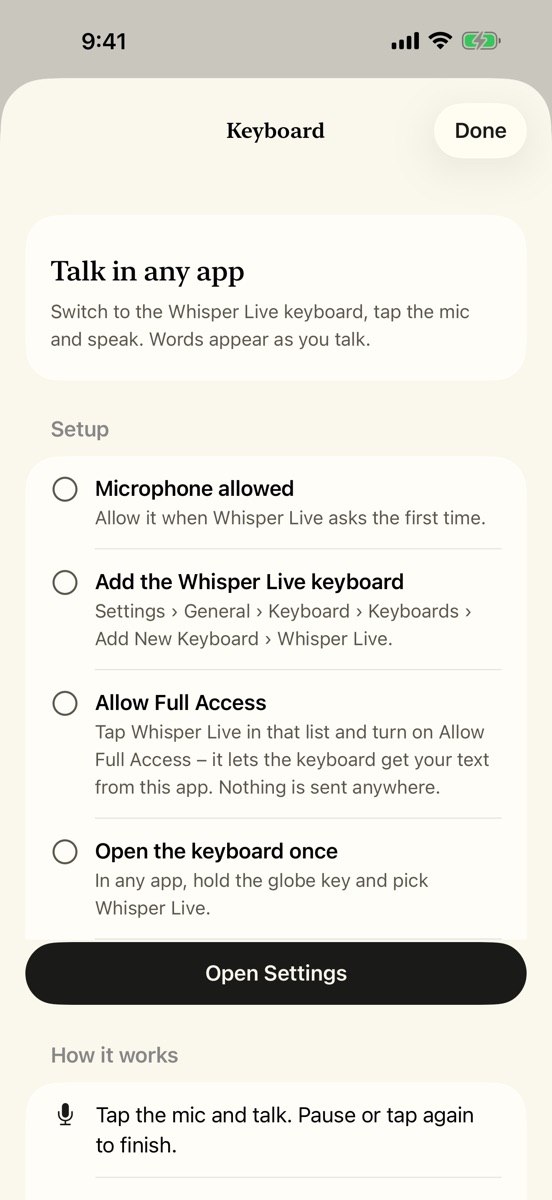 9:41
Keyboard
Done
Talk in any app
Switch to the Whisper Live keyboard, tap the mic
and speak. Words appear as you talk.
Setup
Microphone allowed
Allow it when Whisper Live asks the first time.
Add the Whisper Live keyboard
Settings › General › Keyboard › Keyboards ›
Add New Keyboard › Whisper Live.
Allow Full Access
Tap Whisper Live in that list and turn on Allow
Full Access – it lets the keyboard get your text
from this app. Nothing is sent anywhere.
Open the keyboard once
In any app, hold the globe key and pick
Whisper Live.
Open Settings
How it works
Tap the mic and talk. Pause or tap again
to finish.